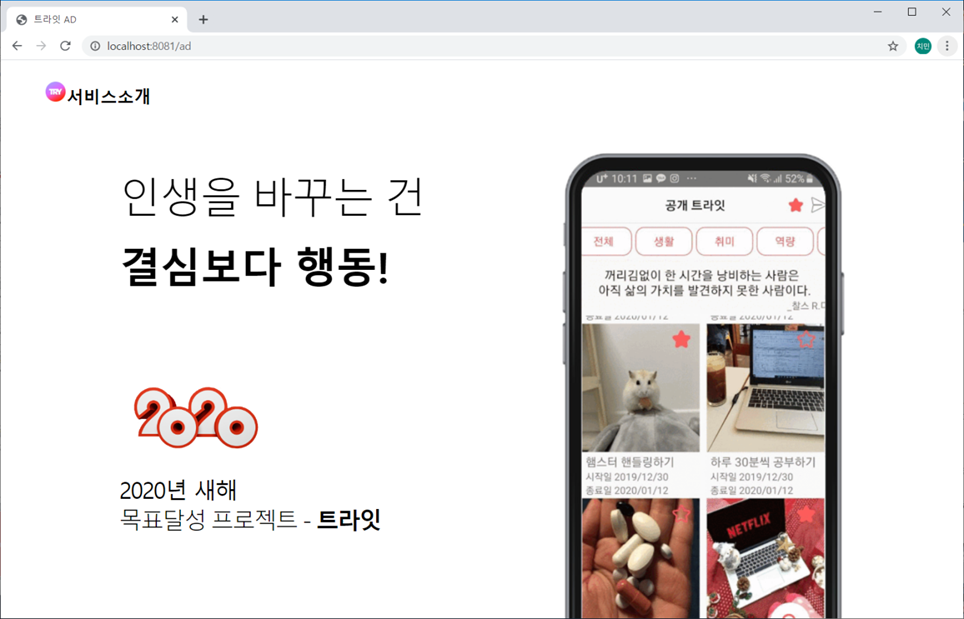 트라잇 AD
localhost:8081/ad
치민
TRY 서비스소개
인생을 바꾸는 건
결심보다 행동!
2020
2020년 새해
목표달성 프로젝트 - 트라잇
U+ 10:11 ... 52%
공개 트라잇
전체 생활 취미 역량
꺼리김없이 한 시간을 낭비하는 사람은
아직 삶의 가치를 발견하지 못한 사람이다.
_찰스 R.다
종료일 2020/01/12 종료일 2020/01/12
햄스터 핸들링하기
시작일 2019/12/30
종료일 2020/01/12
하루 30분씩 공부하기
시작일 2019/12/30
종료일 2020/01/12
NETFLIX